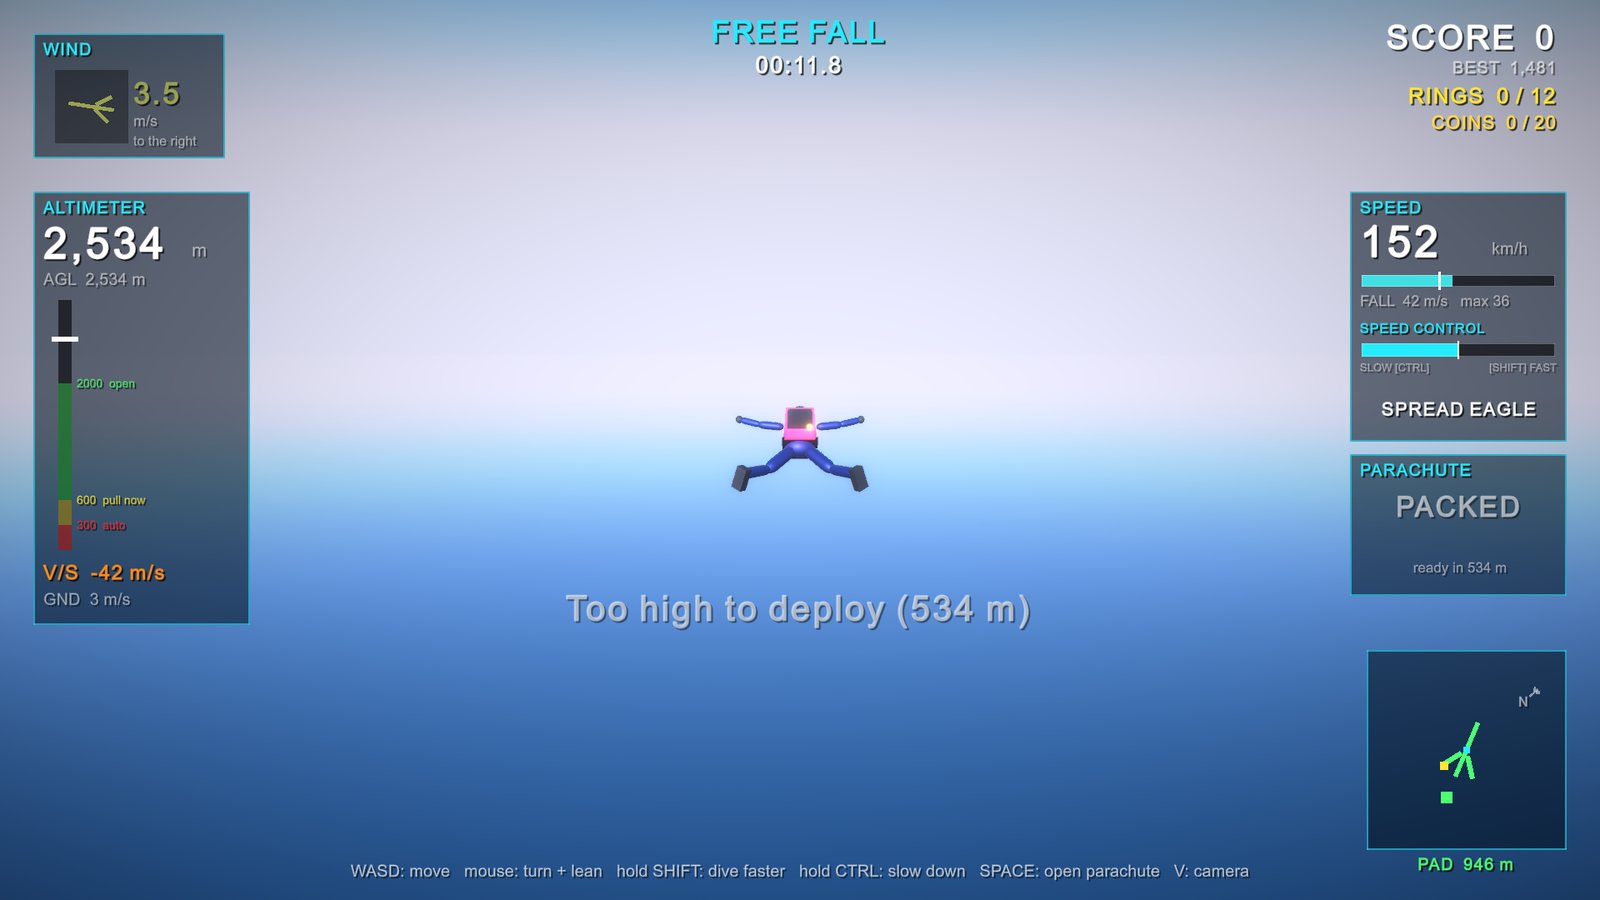 FREE FALL
00:11.8
WIND
3.5
m/s
to the right
SCORE 0
BEST 1,481
RINGS 0 / 12
COINS 0 / 20
ALTIMETER
2,534 m
AGL 2,534 m
2000 open
600 pull now
300 auto
V/S -42 m/s
GND 3 m/s
SPEED
152 km/h
FALL 42 m/s max 36
SPEED CONTROL
SLOW [CTRL] [SHIFT] FAST
SPREAD EAGLE
PARACHUTE
PACKED
ready in 534 m
Too high to deploy (534 m)
N
PAD 946 m
WASD: move mouse: turn + lean hold SHIFT: dive faster hold CTRL: slow down SPACE: open parachute V: camera